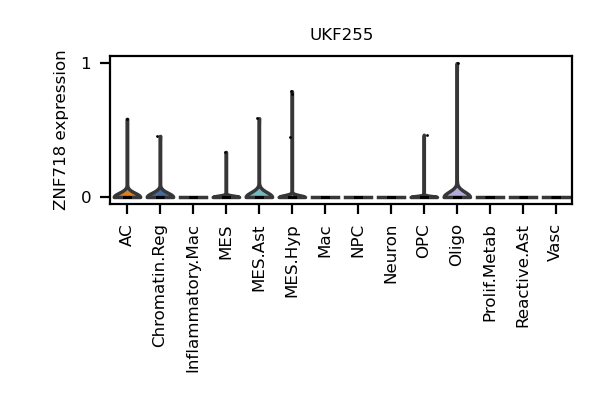 UKF255
ZNF718 expression
1
0
AC
Chromatin.Reg
Inflammatory.Mac
MES
MES.Ast
MES.Hyp
Mac
NPC
Neuron
OPC
Oligo
Prolif.Metab
Reactive.Ast
Vasc